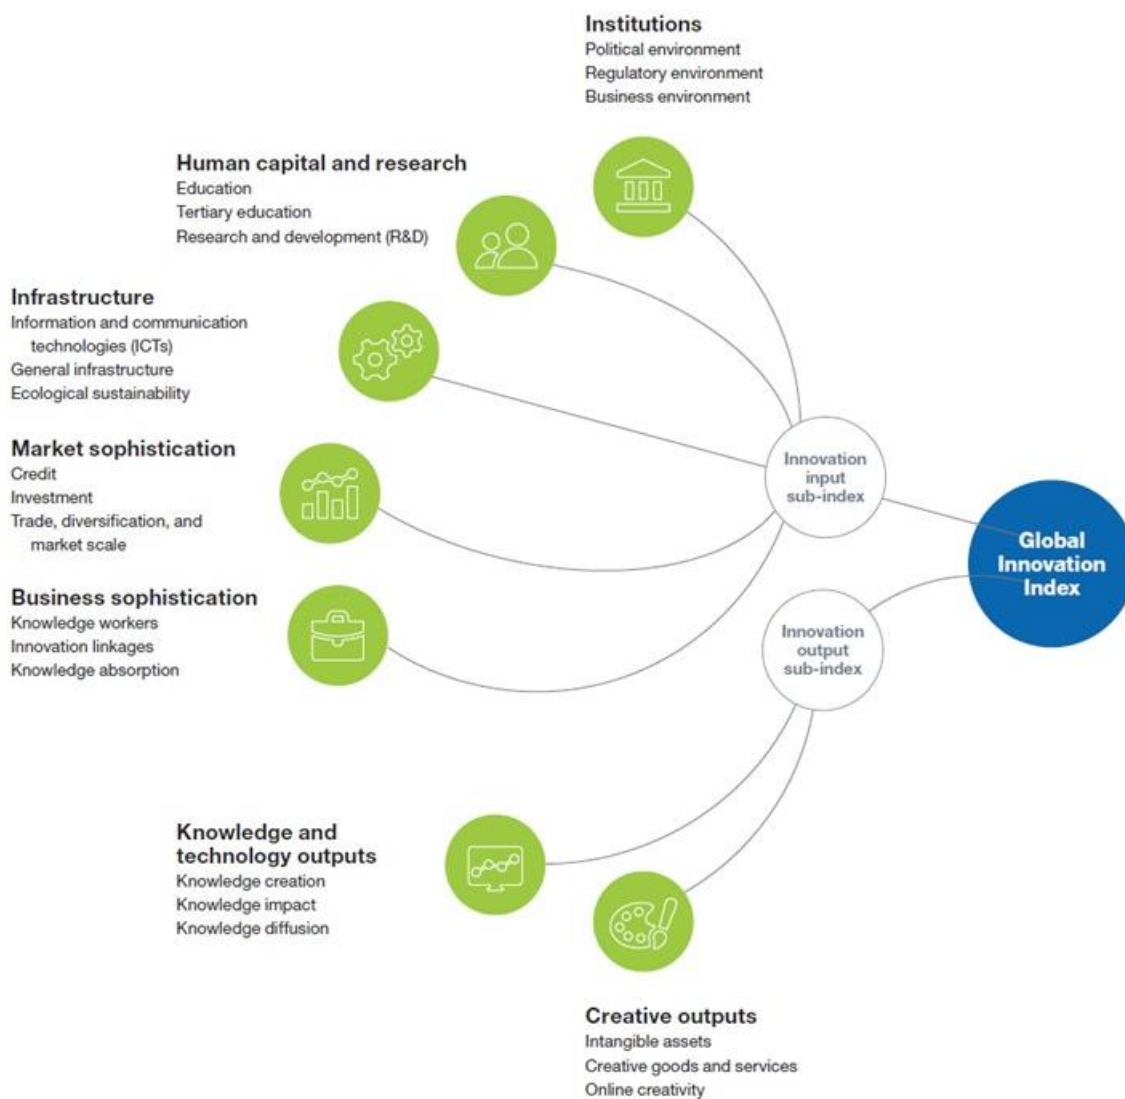 Institutions
Political environment
Regulatory environment
Business environment
Human capital and research
Education
Tertiary education
Research and development (R&D)
Infrastructure
Information and communication
technologies (ICTs)
General infrastructure
Ecological sustainability
Market sophistication
Credit
Investment
Trade, diversification, and
market scale
Business sophistication
Knowledge workers
Innovation linkages
Knowledge absorption
Innovation
input
sub-index
Global
Innovation
Index
Innovation
output
sub-index
Knowledge and
technology outputs
Knowledge creation
Knowledge impact
Knowledge diffusion
Creative outputs
Intangible assets
Creative goods and services
Online creativity